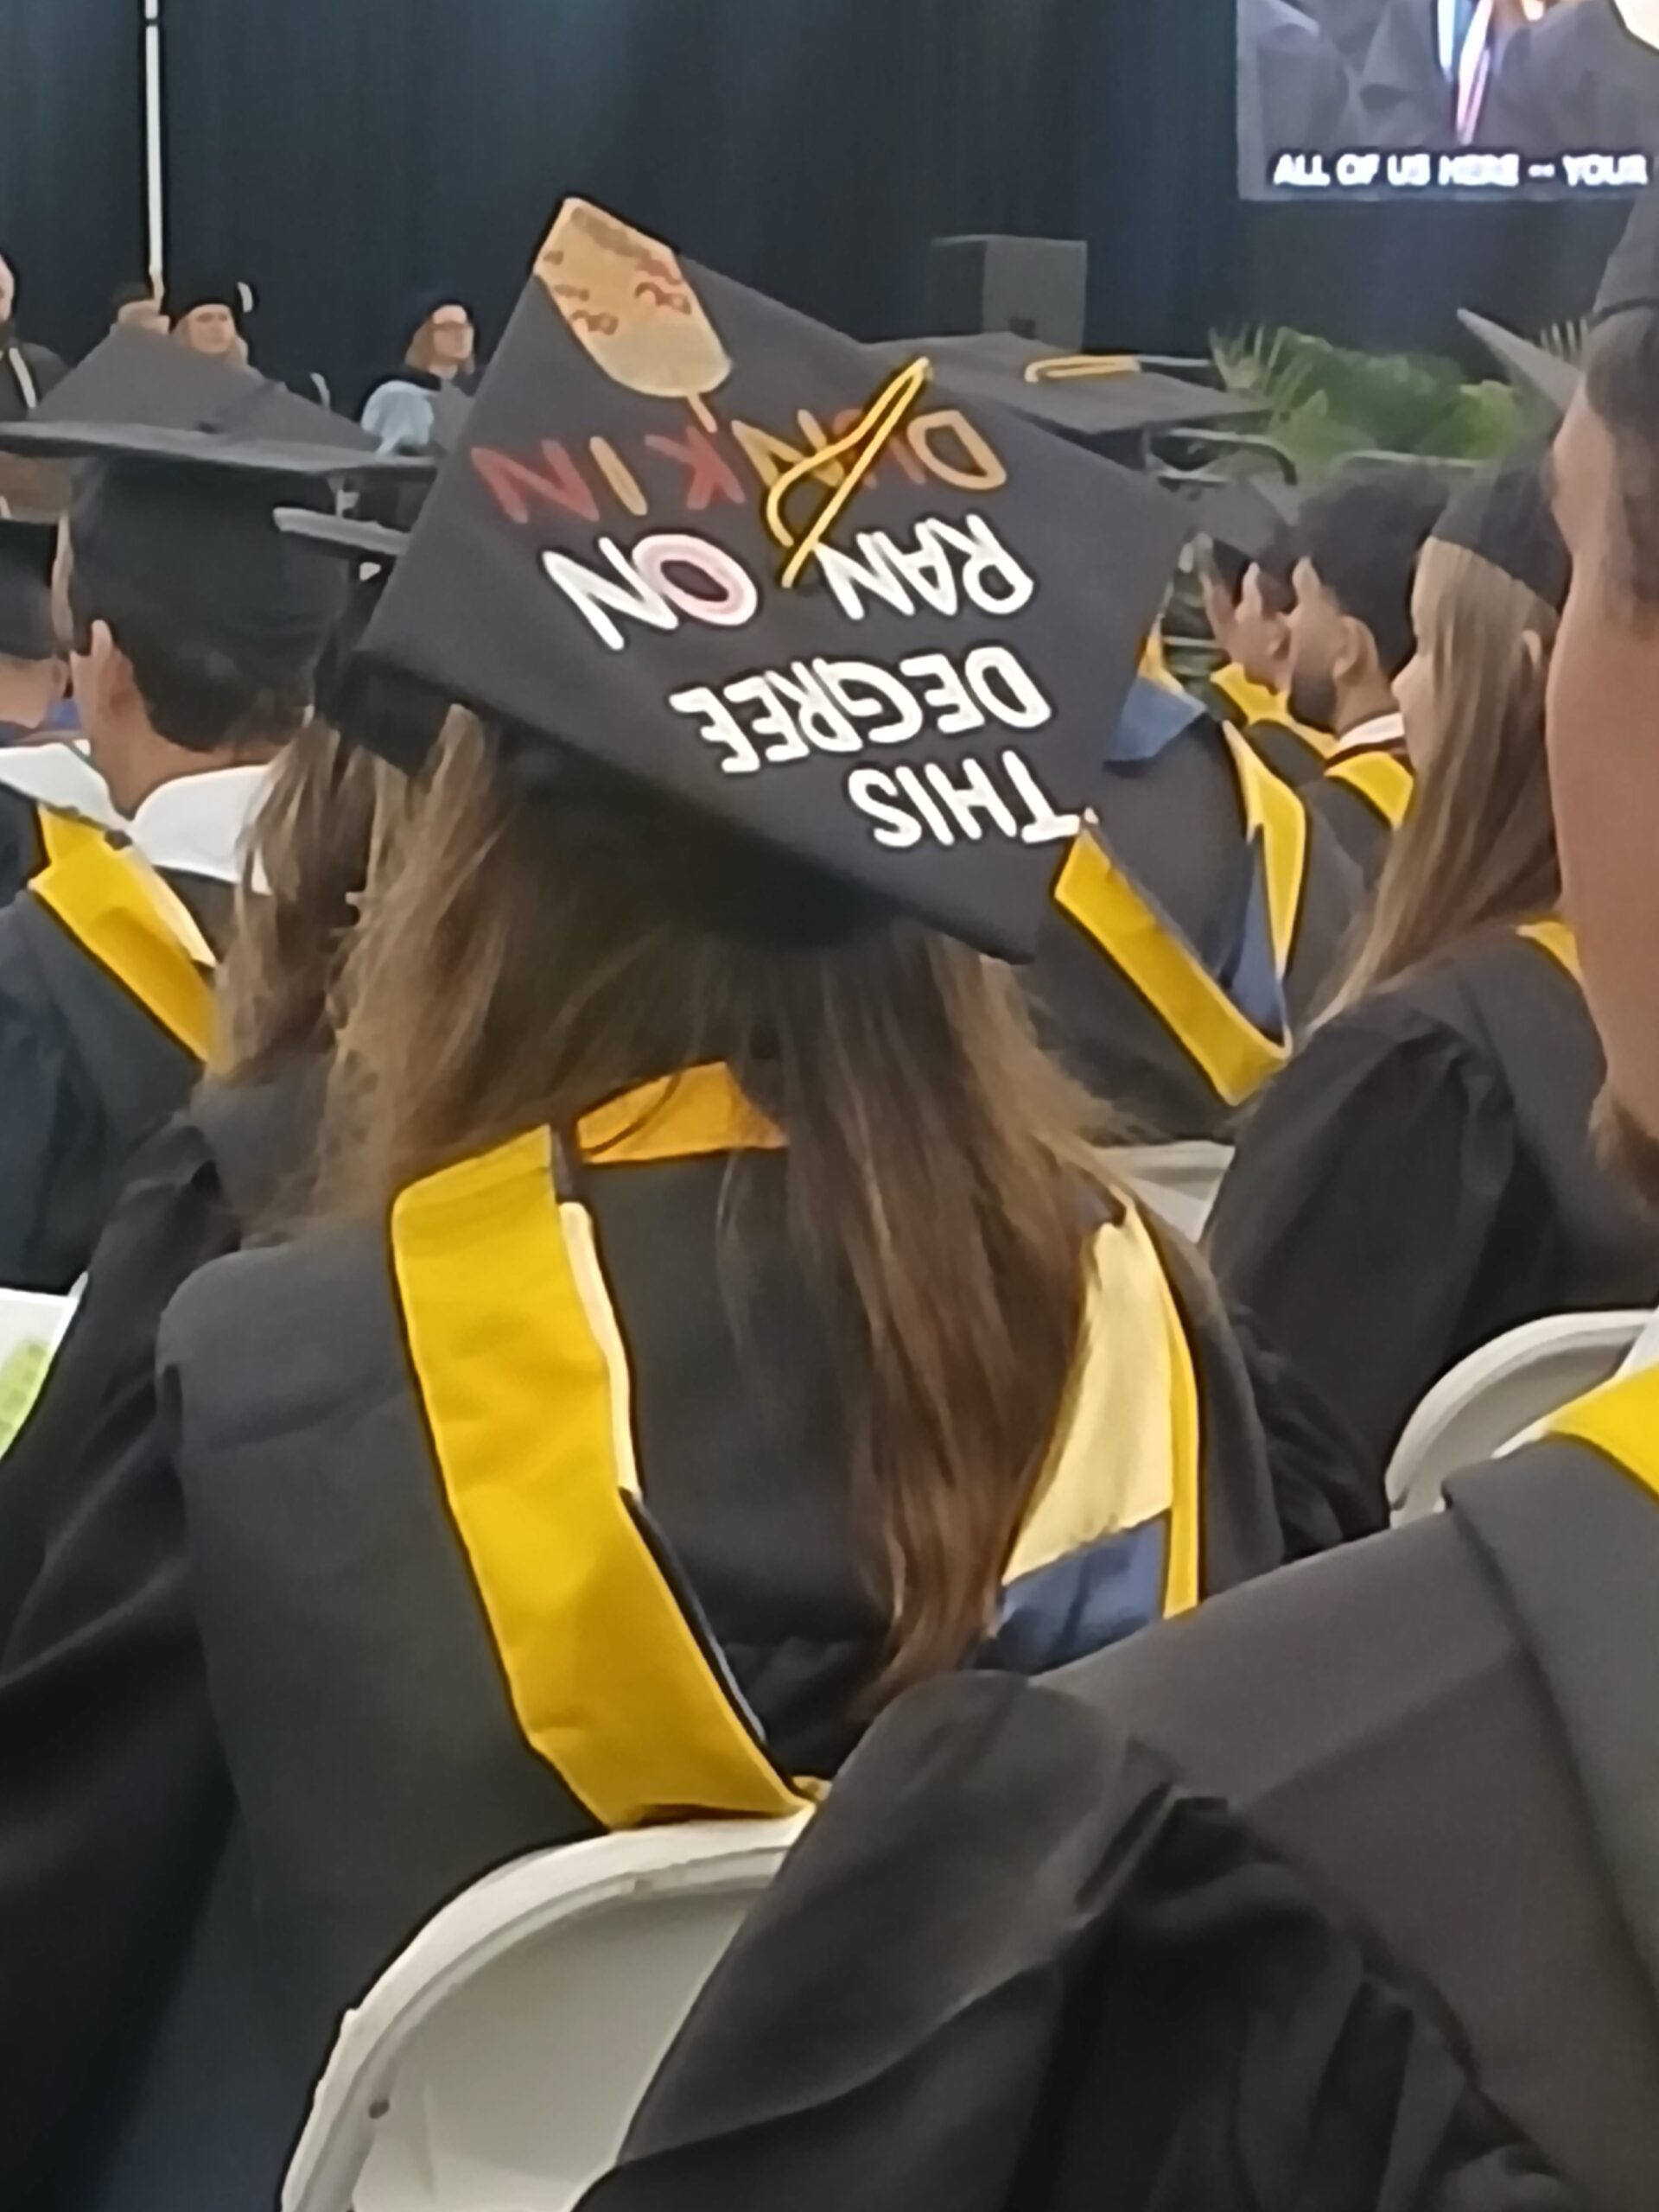 ALL OF US HERE -- YOUR
THIS
DEGREE
RAN ON
DUNKIN